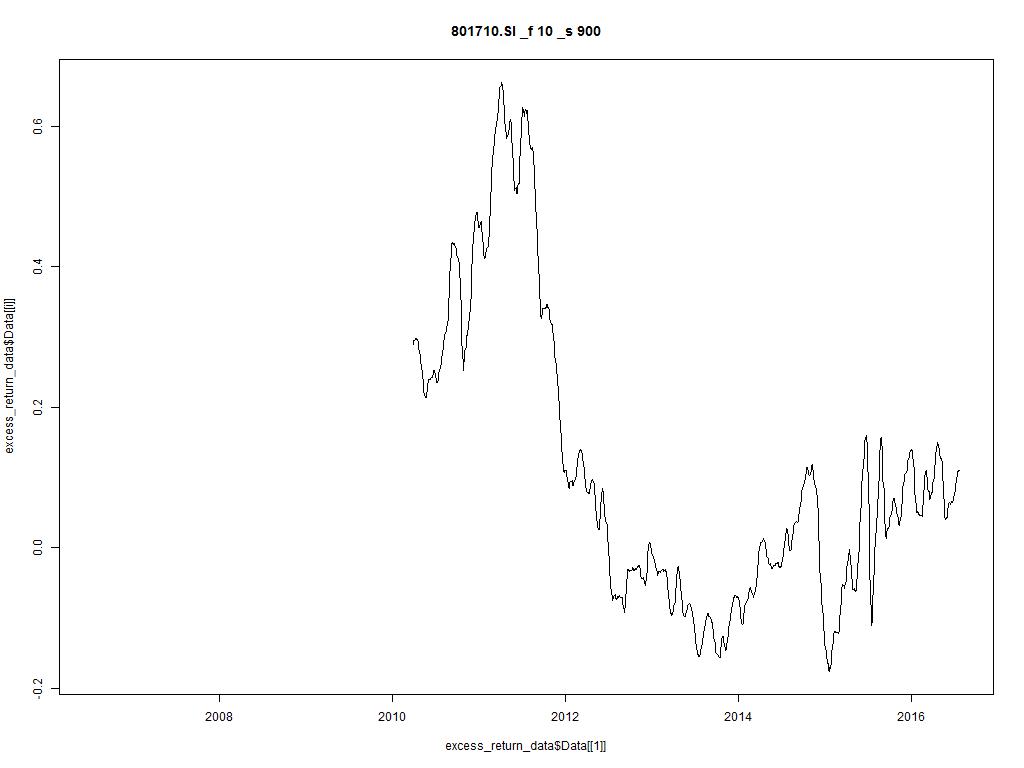 801710.SI _f 10 _s 900
excess_return_data$Data[[i]]
0.6
0.4
0.2
0.0
-0.2
2008 2010 2012 2014 2016
excess_return_data$Data[[1]]